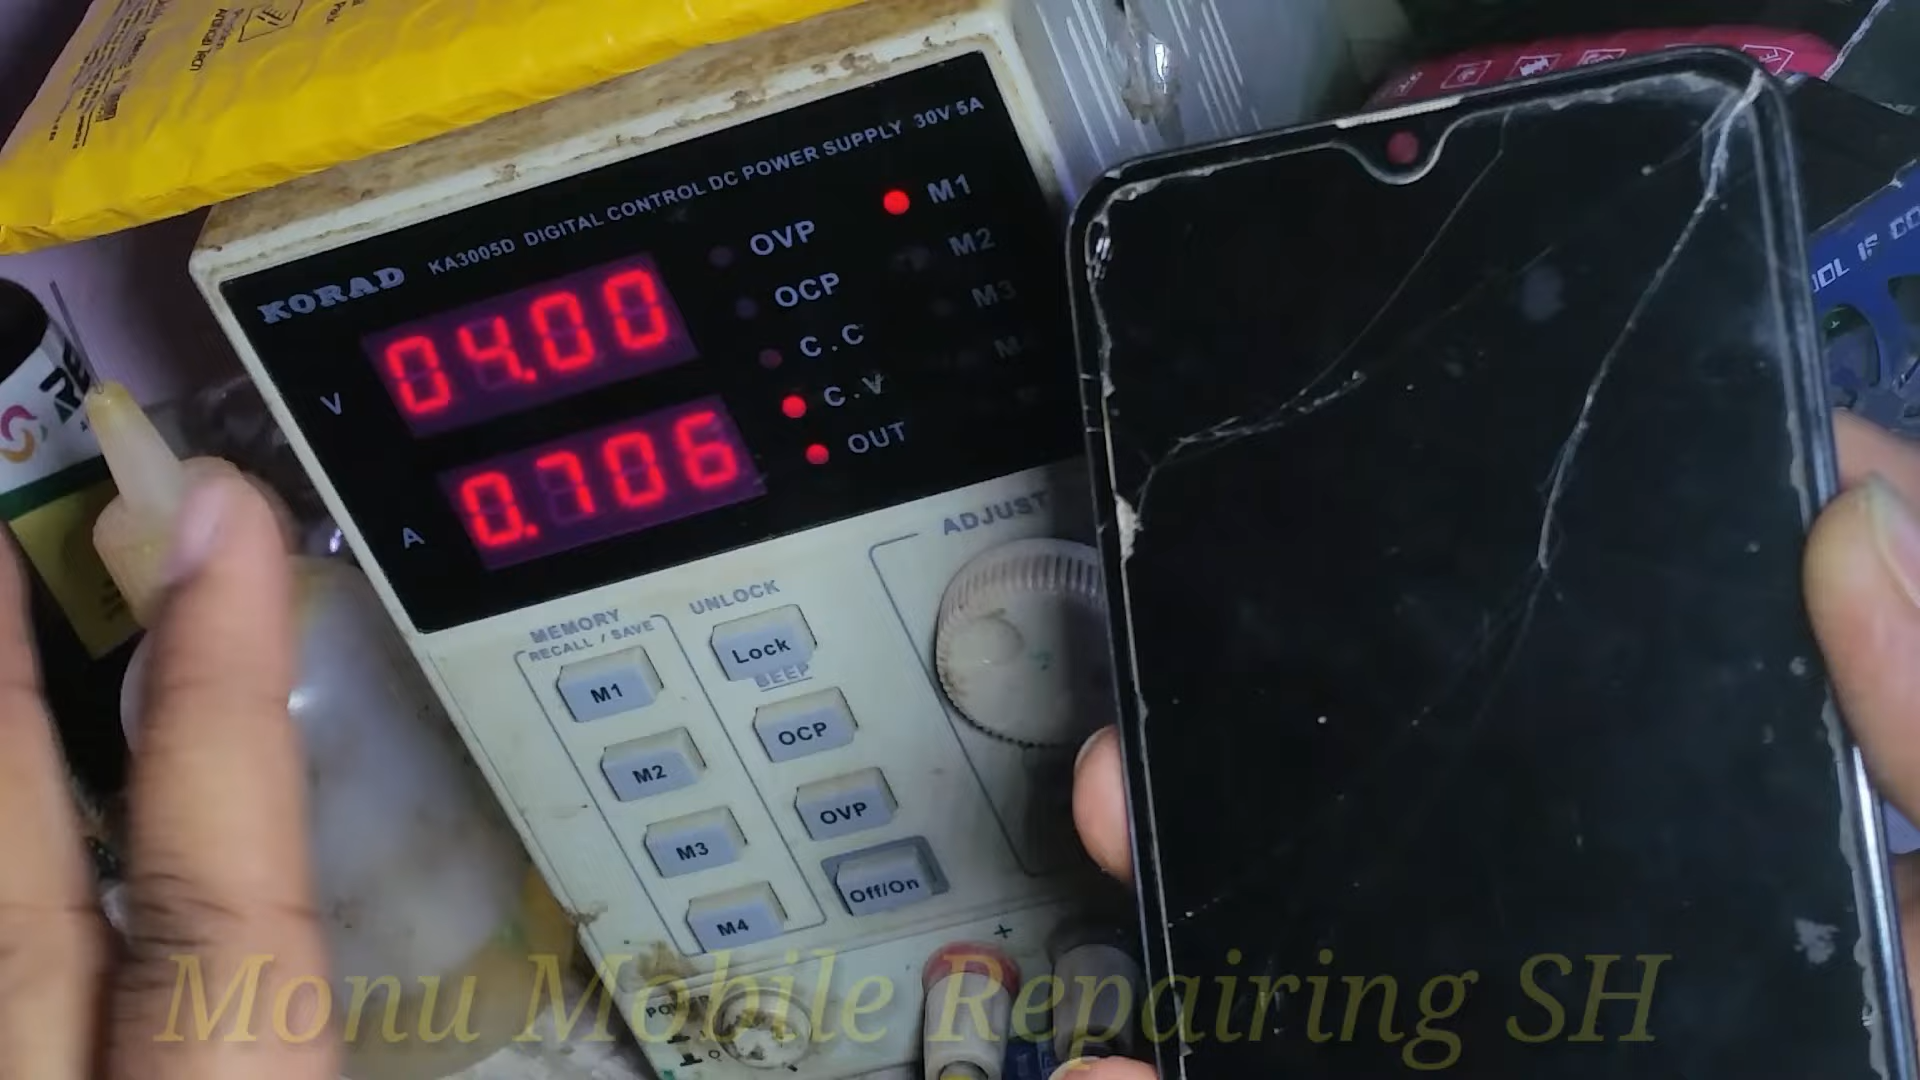 KORAD KA3005D DIGITAL CONTROL DC POWER SUPPLY 30V 5A
V 04.00
A 0.706
OVP
OCP
C.C
C.V
OUT
M1
M2
M3
ADJUST
MEMORY
RECALL / SAVE
M1
M2
M3
M4
UNLOCK
Lock
BEEP
OCP
OVP
Off/On
+
Monu Mobile Repairing SH